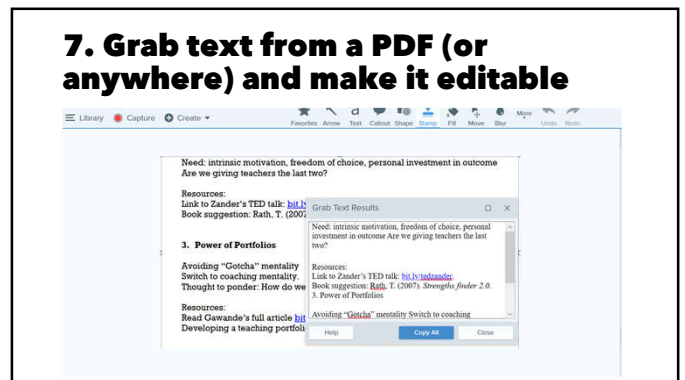 7. Grab text from a PDF (or
anywhere) and make it editable
Library Capture Create
Favorites Arrow Text Callout Shape Stamp Fill Move Blur More Undo Redo
Need: intrinsic motivation, freedom of choice, personal investment in outcome
Are we giving teachers the last two?
Resources:
Link to Zander's TED talk: bit.ly
Book suggestion: Rath, T. (2007
3. Power of Portfolios
Avoiding "Gotcha" mentality
Switch to coaching mentality.
Thought to ponder: How do we
Resources:
Read Gawande's full article bit
Developing a teaching portfoli
Grab Text Results
Need: intrinsic motivation, freedom of choice, personal
investment in outcome Are we giving teachers the last
two?
Resources:
Link to Zander's TED talk: bit.ly/tedzander.
Book suggestion: Rath, T. (2007). Strengths finder 2.0.
3. Power of Portfolios
Avoiding "Gotcha" mentality Switch to coaching
Help Copy All Close